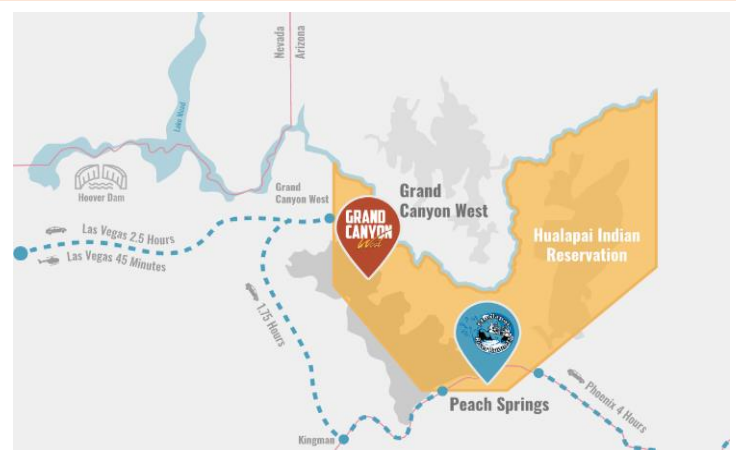 Nevada
Arizona
Lake Mead
Hoover Dam
Grand
Canyon West
Grand
Canyon West
GRAND
CANYON
West
Hualapai Indian
Reservation
Las Vegas 2.5 Hours
Las Vegas 45 Minutes
1.75 Hours
Peach Springs
Phoenix 4 Hours
Kingman